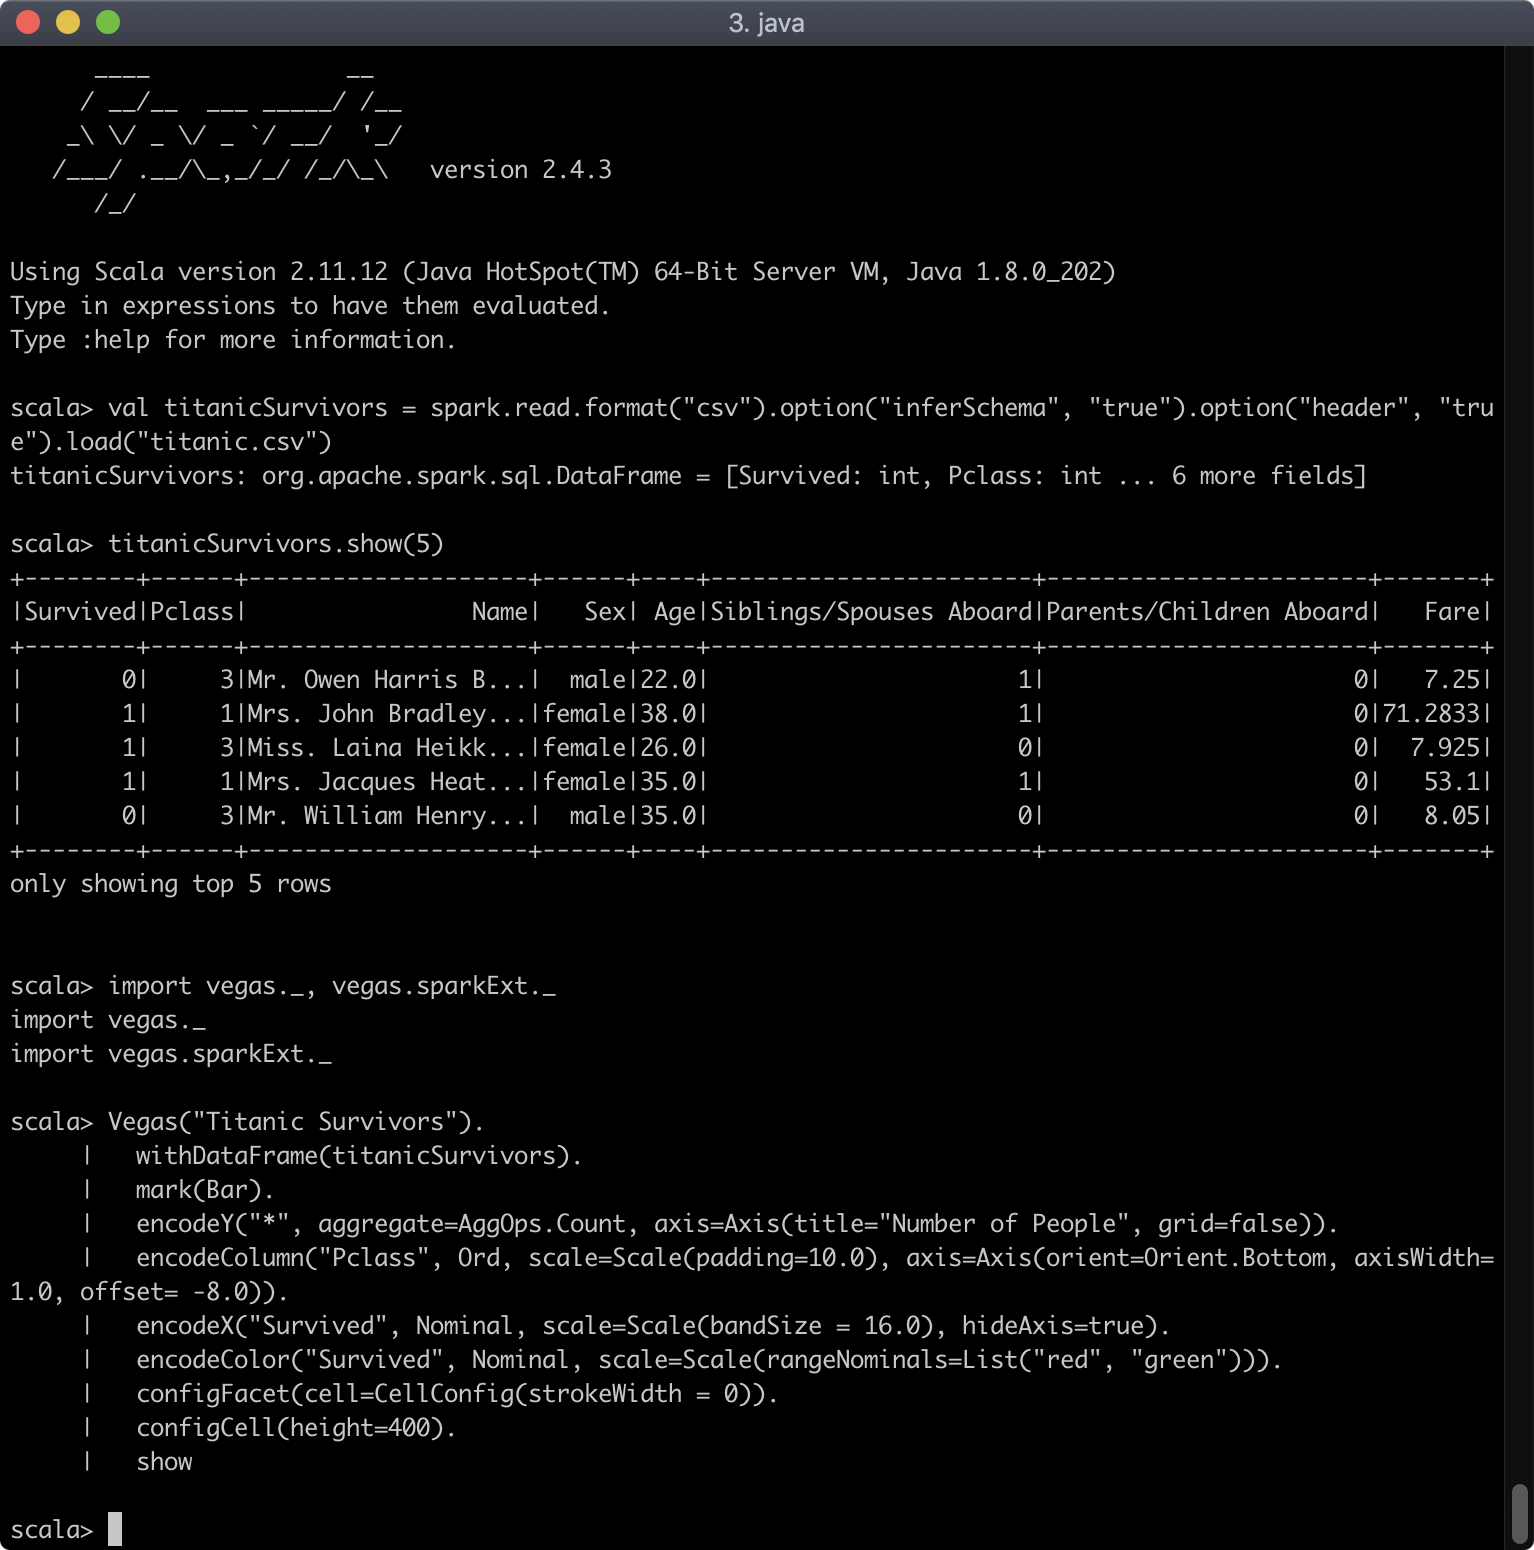 3. java
      ____              __
     / __/__  ___ _____/ /__
    _\ \/ _ \/ _ `/ __/  '_/
   /___/ .__/\_,_/_/ /_/\_\   version 2.4.3
      /_/
Using Scala version 2.11.12 (Java HotSpot(TM) 64-Bit Server VM, Java 1.8.0_202)
Type in expressions to have them evaluated.
Type :help for more information.
scala> val titanicSurvivors = spark.read.format("csv").option("inferSchema", "true").option("header", "tru
e").load("titanic.csv")
titanicSurvivors: org.apache.spark.sql.DataFrame = [Survived: int, Pclass: int ... 6 more fields]
scala> titanicSurvivors.show(5)
+--------+------+--------------------+------+----+-----------------------+-----------------------+-------+
|Survived|Pclass|                Name|   Sex| Age|Siblings/Spouses Aboard|Parents/Children Aboard|   Fare|
+--------+------+--------------------+------+----+-----------------------+-----------------------+-------+
|       0|     3|Mr. Owen Harris B...|  male|22.0|                      1|                      0|   7.25|
|       1|     1|Mrs. John Bradley...|female|38.0|                      1|                      0|71.2833|
|       1|     3|Miss. Laina Heikk...|female|26.0|                      0|                      0|  7.925|
|       1|     1|Mrs. Jacques Heat...|female|35.0|                      1|                      0|   53.1|
|       0|     3|Mr. William Henry...|  male|35.0|                      0|                      0|   8.05|
+--------+------+--------------------+------+----+-----------------------+-----------------------+-------+
only showing top 5 rows
scala> import vegas._, vegas.sparkExt._
import vegas._
import vegas.sparkExt._
scala> Vegas("Titanic Survivors").
     |   withDataFrame(titanicSurvivors).
     |   mark(Bar).
     |   encodeY("*", aggregate=AggOps.Count, axis=Axis(title="Number of People", grid=false)).
     |   encodeColumn("Pclass", Ord, scale=Scale(padding=10.0), axis=Axis(orient=Orient.Bottom, axisWidth=
1.0, offset= -8.0)).
     |   encodeX("Survived", Nominal, scale=Scale(bandSize = 16.0), hideAxis=true).
     |   encodeColor("Survived", Nominal, scale=Scale(rangeNominals=List("red", "green"))).
     |   configFacet(cell=CellConfig(strokeWidth = 0)).
     |   configCell(height=400).
     |   show
scala>